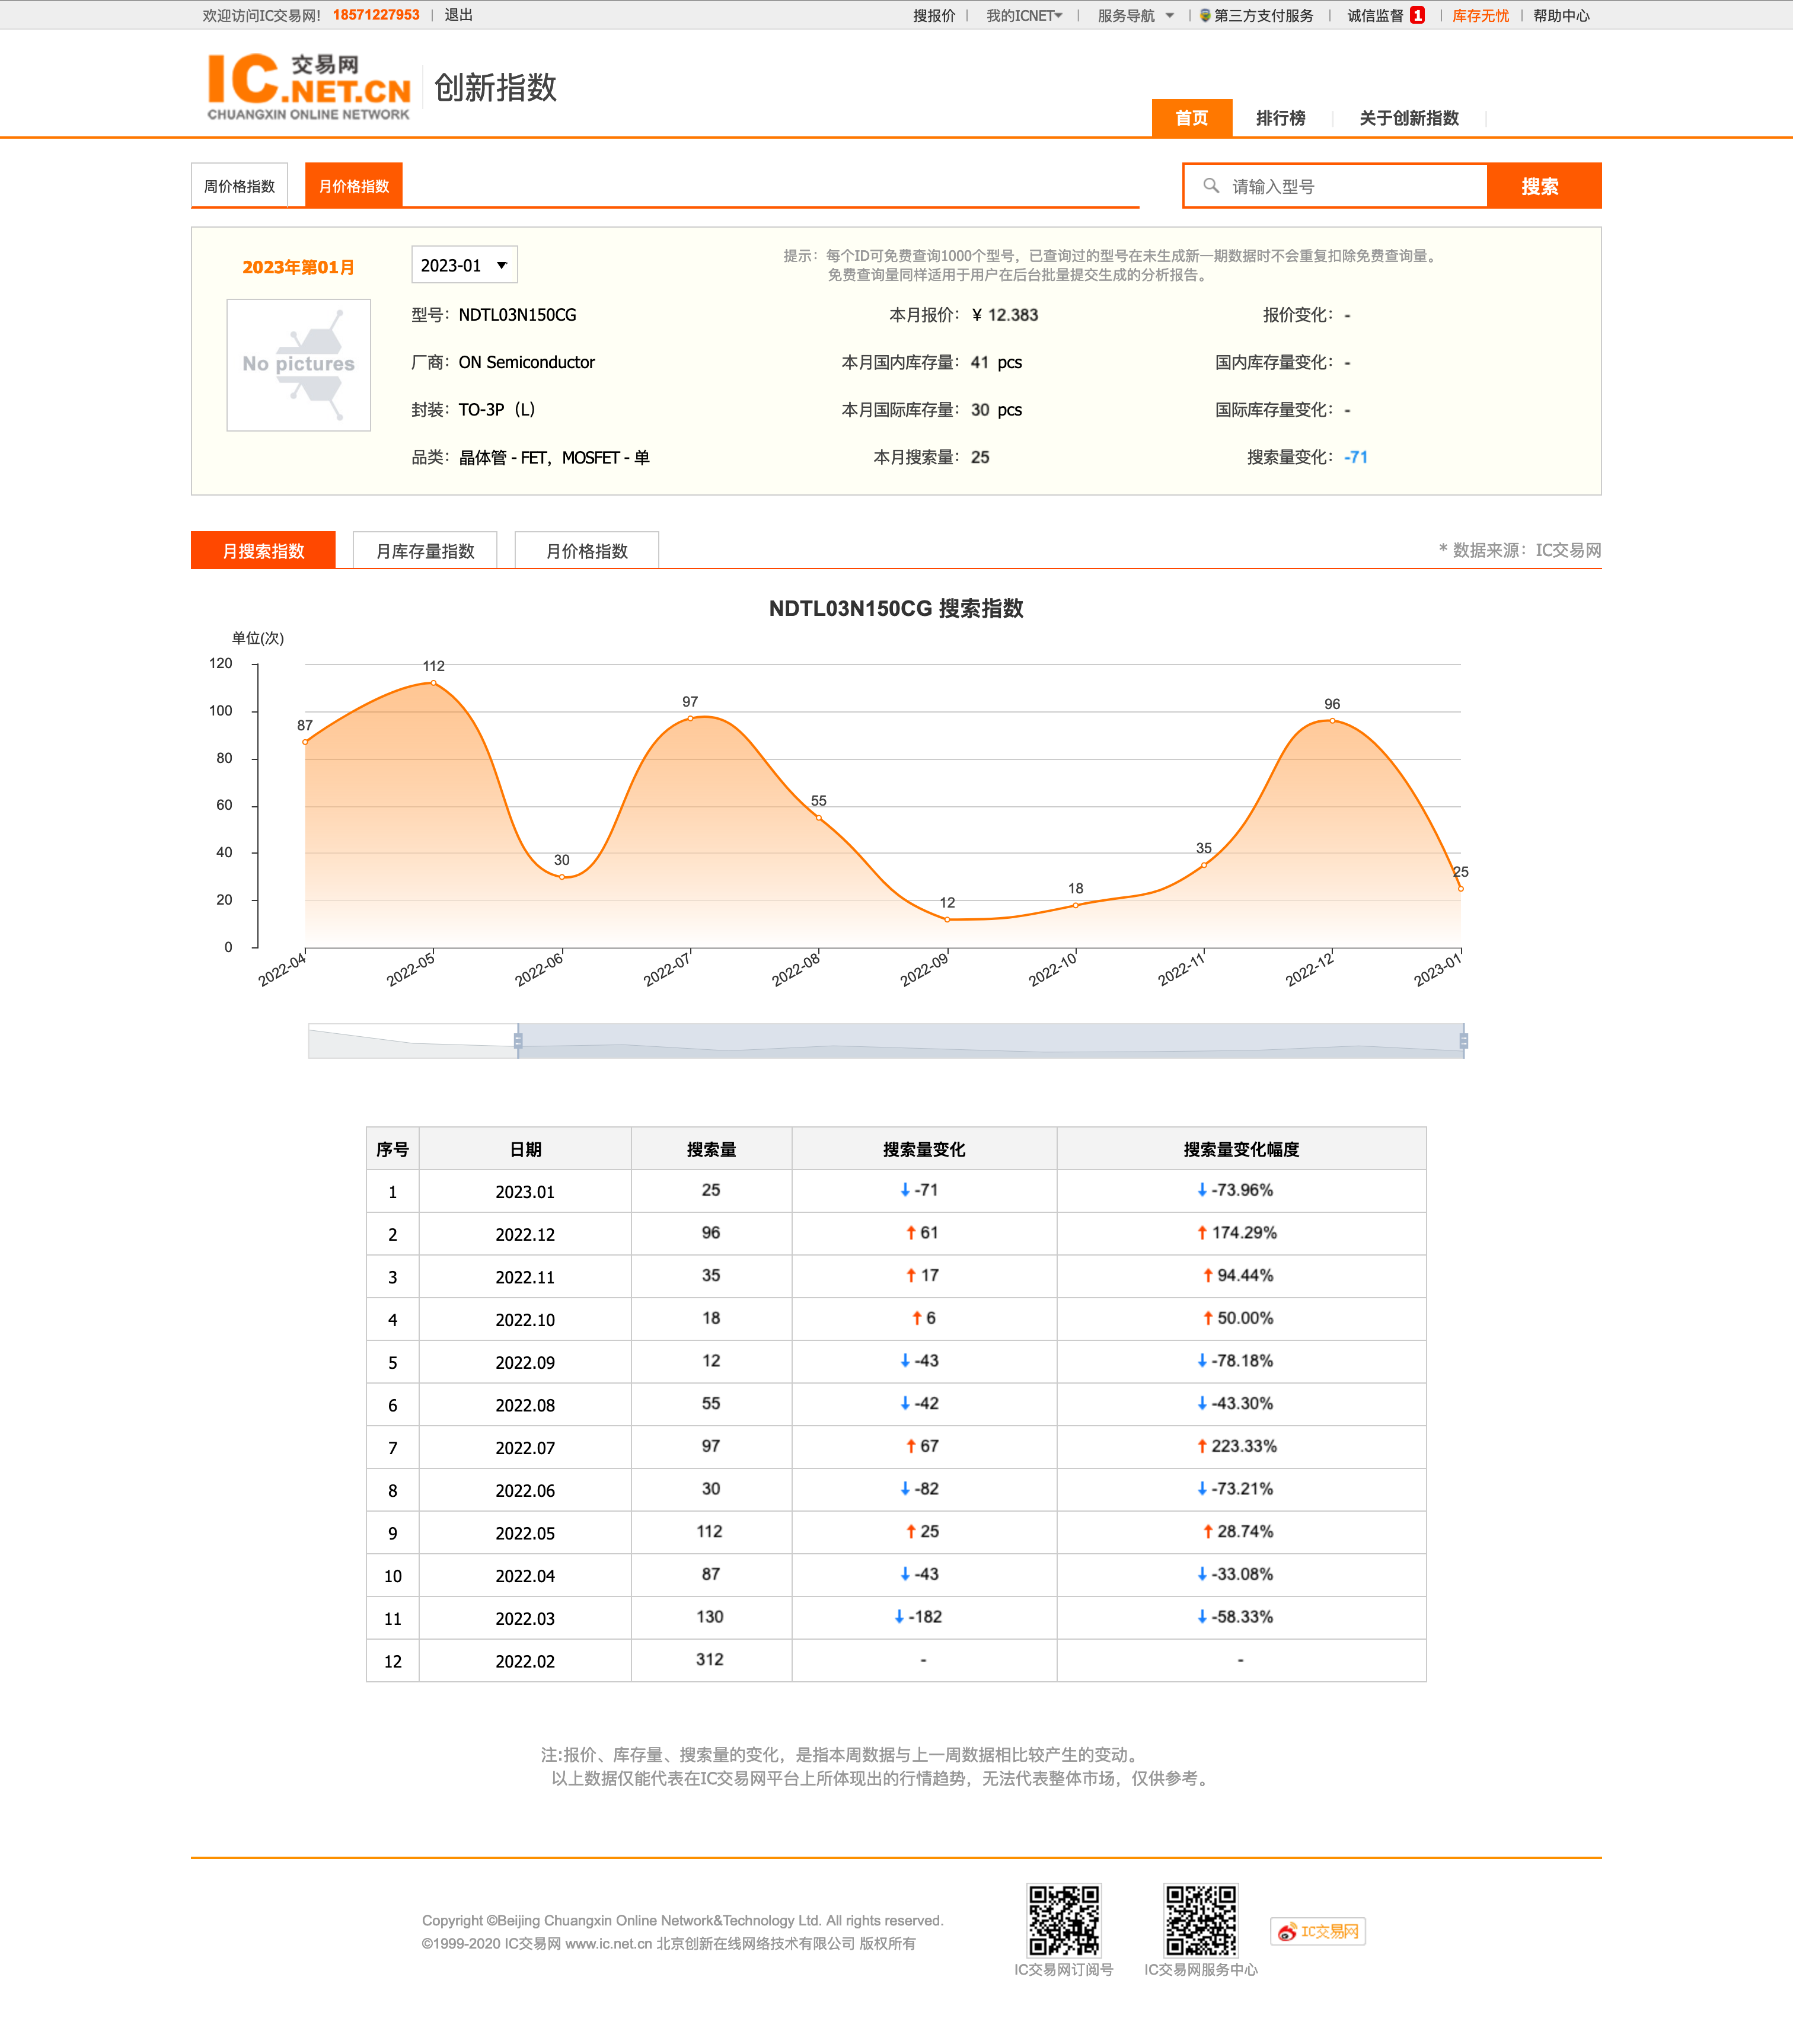 欢迎访问IC交易网! 18571227953 | 退出 搜报价 | 我的ICNET | 服务导航 | 第三方支付服务 | 诚信监督 1 | 库存无忧 | 帮助中心
IC交易网 .NET.CN 创新指数
CHUANGXIN ONLINE NETWORK
首页 排行榜 关于创新指数
周价格指数 月价格指数 请输入型号 搜索
2023年第01月 2023-01 提示：每个ID可免费查询1000个型号，已查询过的型号在未生成新一期数据时不会重复扣除免费查询量。
免费查询量同样适用于用户在后台批量提交生成的分析报告。
No pictures
型号：NDTL03N150CG 本月报价：¥ 12.383 报价变化：-
厂商：ON Semiconductor 本月国内库存量：41 pcs 国内库存量变化：-
封装：TO-3P（L） 本月国际库存量：30 pcs 国际库存量变化：-
品类：晶体管 - FET，MOSFET - 单 本月搜索量：25 搜索量变化：-71
月搜索指数 月库存量指数 月价格指数 * 数据来源：IC交易网
NDTL03N150CG 搜索指数
单位(次)
120
100
80
60
40
20
0
87 112 30 97 55 12 18 35 96 25
2022-04 2022-05 2022-06 2022-07 2022-08 2022-09 2022-10 2022-11 2022-12 2023-01
序号 日期 搜索量 搜索量变化 搜索量变化幅度
1 2023.01 25 ↓ -71 ↓ -73.96%
2 2022.12 96 ↑ 61 ↑ 174.29%
3 2022.11 35 ↑ 17 ↑ 94.44%
4 2022.10 18 ↑ 6 ↑ 50.00%
5 2022.09 12 ↓ -43 ↓ -78.18%
6 2022.08 55 ↓ -42 ↓ -43.30%
7 2022.07 97 ↑ 67 ↑ 223.33%
8 2022.06 30 ↓ -82 ↓ -73.21%
9 2022.05 112 ↑ 25 ↑ 28.74%
10 2022.04 87 ↓ -43 ↓ -33.08%
11 2022.03 130 ↓ -182 ↓ -58.33%
12 2022.02 312 - -
注:报价、库存量、搜索量的变化，是指本周数据与上一周数据相比较产生的变动。
以上数据仅能代表在IC交易网平台上所体现出的行情趋势，无法代表整体市场，仅供参考。
Copyright ©Beijing Chuangxin Online Network&Technology Ltd. All rights reserved.
©1999-2020 IC交易网 www.ic.net.cn 北京创新在线网络技术有限公司 版权所有
IC交易网订阅号 IC交易网服务中心 IC交易网